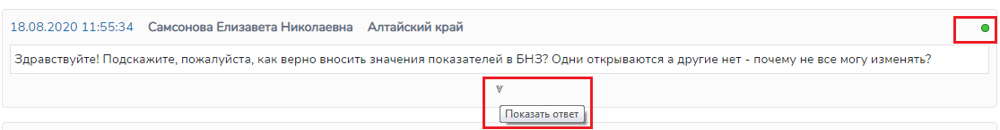 18.08.2020 11:55:34 Самсонова Елизавета Николаевна Алтайский край
Здравствуйте! Подскажите, пожалуйста, как верно вносить значения показателей в БНЗ? Одни открываются а другие нет - почему не все могу изменять?
Показать ответ